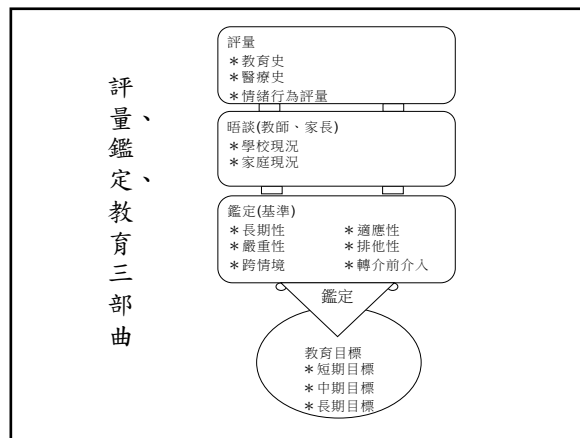 評量、鑑定、教育三部曲
評量
＊教育史
＊醫療史
＊情緒行為評量
晤談(教師、家長)
＊學校現況
＊家庭現況
鑑定(基準)
＊長期性 ＊適應性
＊嚴重性 ＊排他性
＊跨情境 ＊轉介前介入
鑑定
教育目標
＊短期目標
＊中期目標
＊長期目標